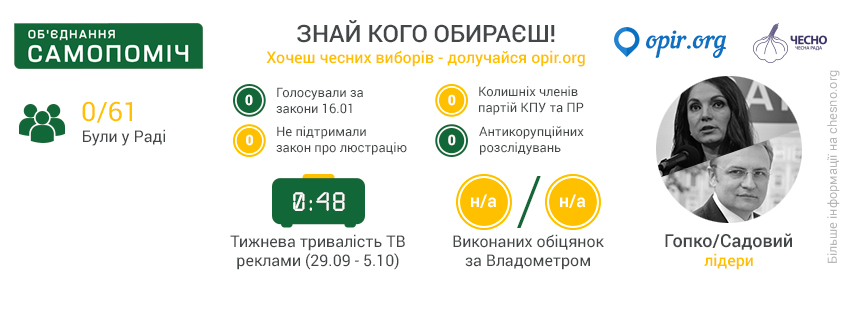 ОБ'ЄДНАННЯ
САМОПОМІЧ
ЗНАЙ КОГО ОБИРАЄШ!
Хочеш чесних виборів - долучайся opir.org
opir.org
ЧЕСНО
ЧЕСНА РАДА
0/61
Були у Раді
0
Голосували за
закони 16.01
0
Не підтримали
закон про люстрацію
0
Колишніх членів
партій КПУ та ПР
0
Антикорупційних
розслідувань
0:48
Тижнева тривалість ТВ
реклами (29.09 - 5.10)
н/а / н/а
Виконаних обіцянок
за Владометром
Гопко/Садовий
лідери
Більше інформації на chesno.org